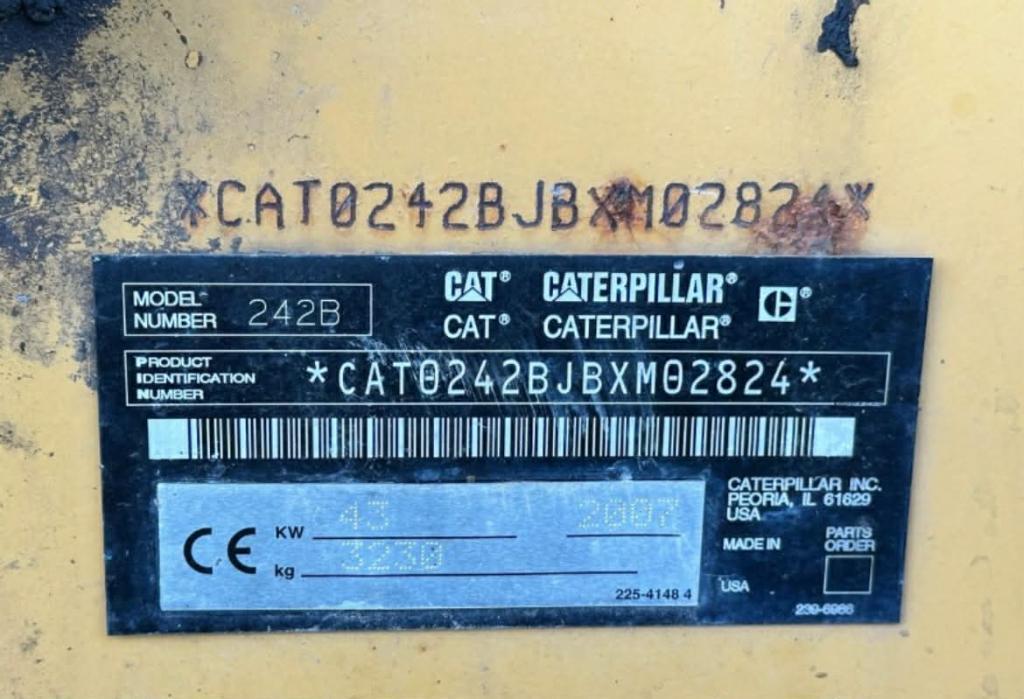 *CAT0242BJBXM02824*
CAT® CATERPILLAR® C®
MODEL NUMBER 242B
CAT® CATERPILLAR®
PRODUCT
IDENTIFICATION
NUMBER
*CAT0242BJBXM02824*
CE
KW 43 2007
kg 3230
225-4148 4
CATERPILLAR INC.
PEORIA, IL 61629
USA
MADE IN
USA
PARTS
ORDER
239-6986